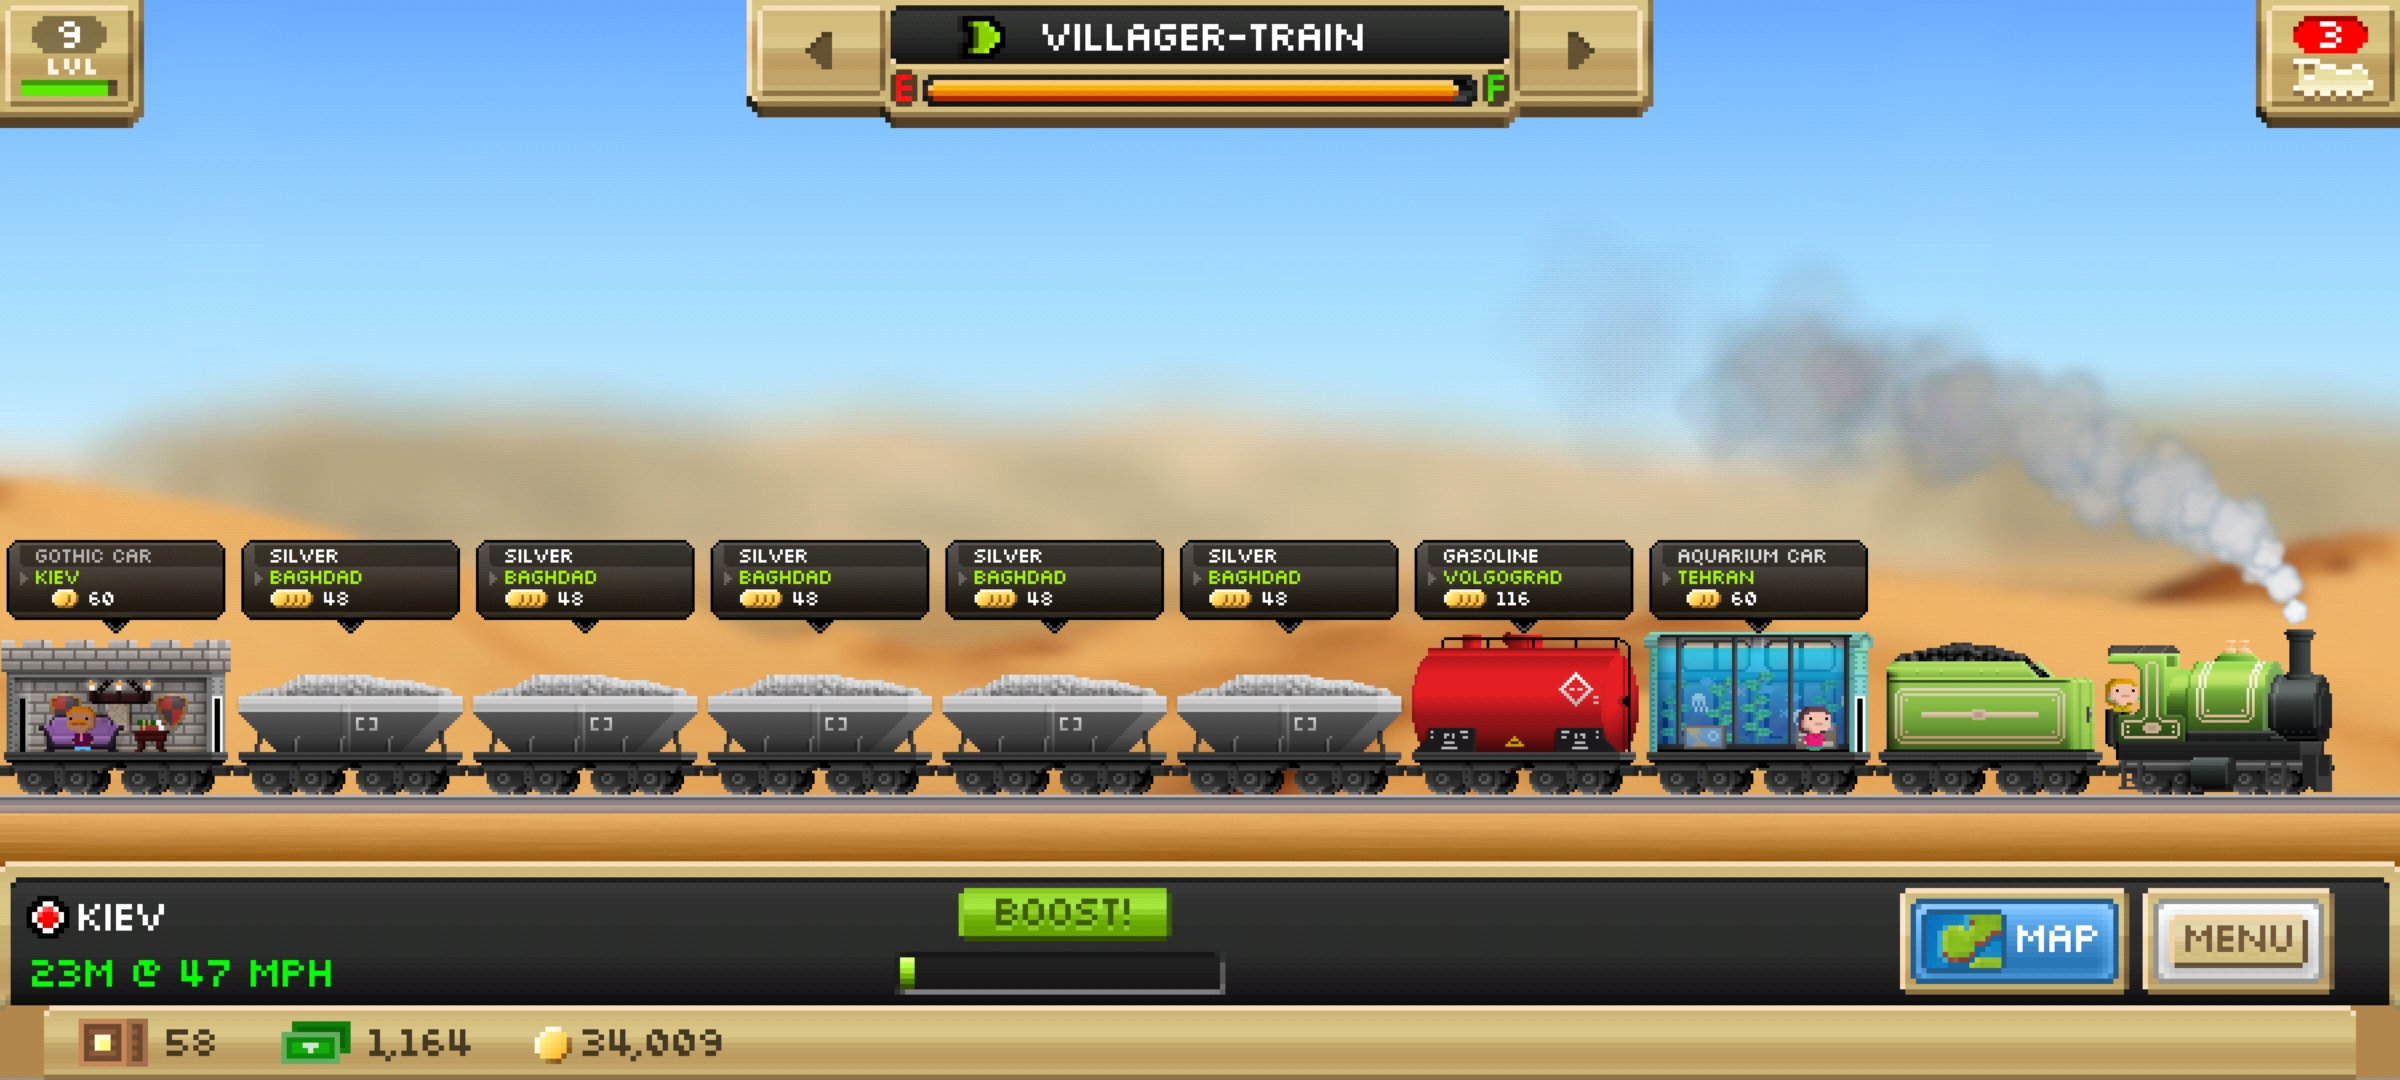 9
LVL
VILLAGER-TRAIN
E
F
3
GOTHIC CAR
KIEV
60
SILVER
BAGHDAD
48
SILVER
BAGHDAD
48
SILVER
BAGHDAD
48
SILVER
BAGHDAD
48
SILVER
BAGHDAD
48
GASOLINE
VOLGOGRAD
116
AQUARIUM CAR
TEHRAN
60
KIEV
23M @ 47 MPH
BOOST!
MAP
MENU
58
1,164
34,009